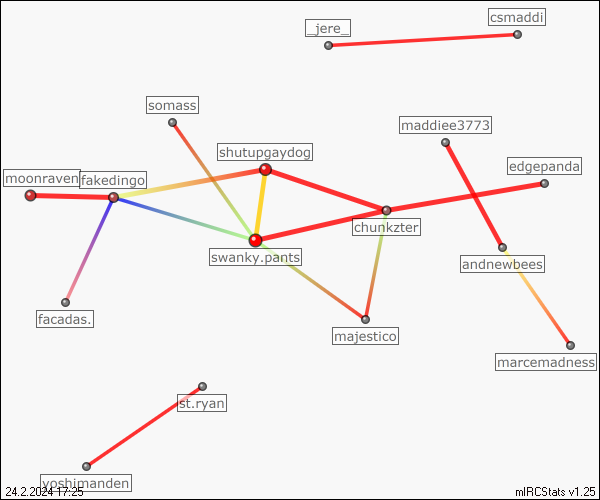 csmaddi
_jere_
somass
maddiee3773
shutupgaydog
edgepanda
moonraven
fakedingo
chunkzter
swanky.pants
andnewbees
facadas.
majestico
marcemadness
st.ryan
yoshimanden
24.2.2024 17:25
mIRCStats v1.25